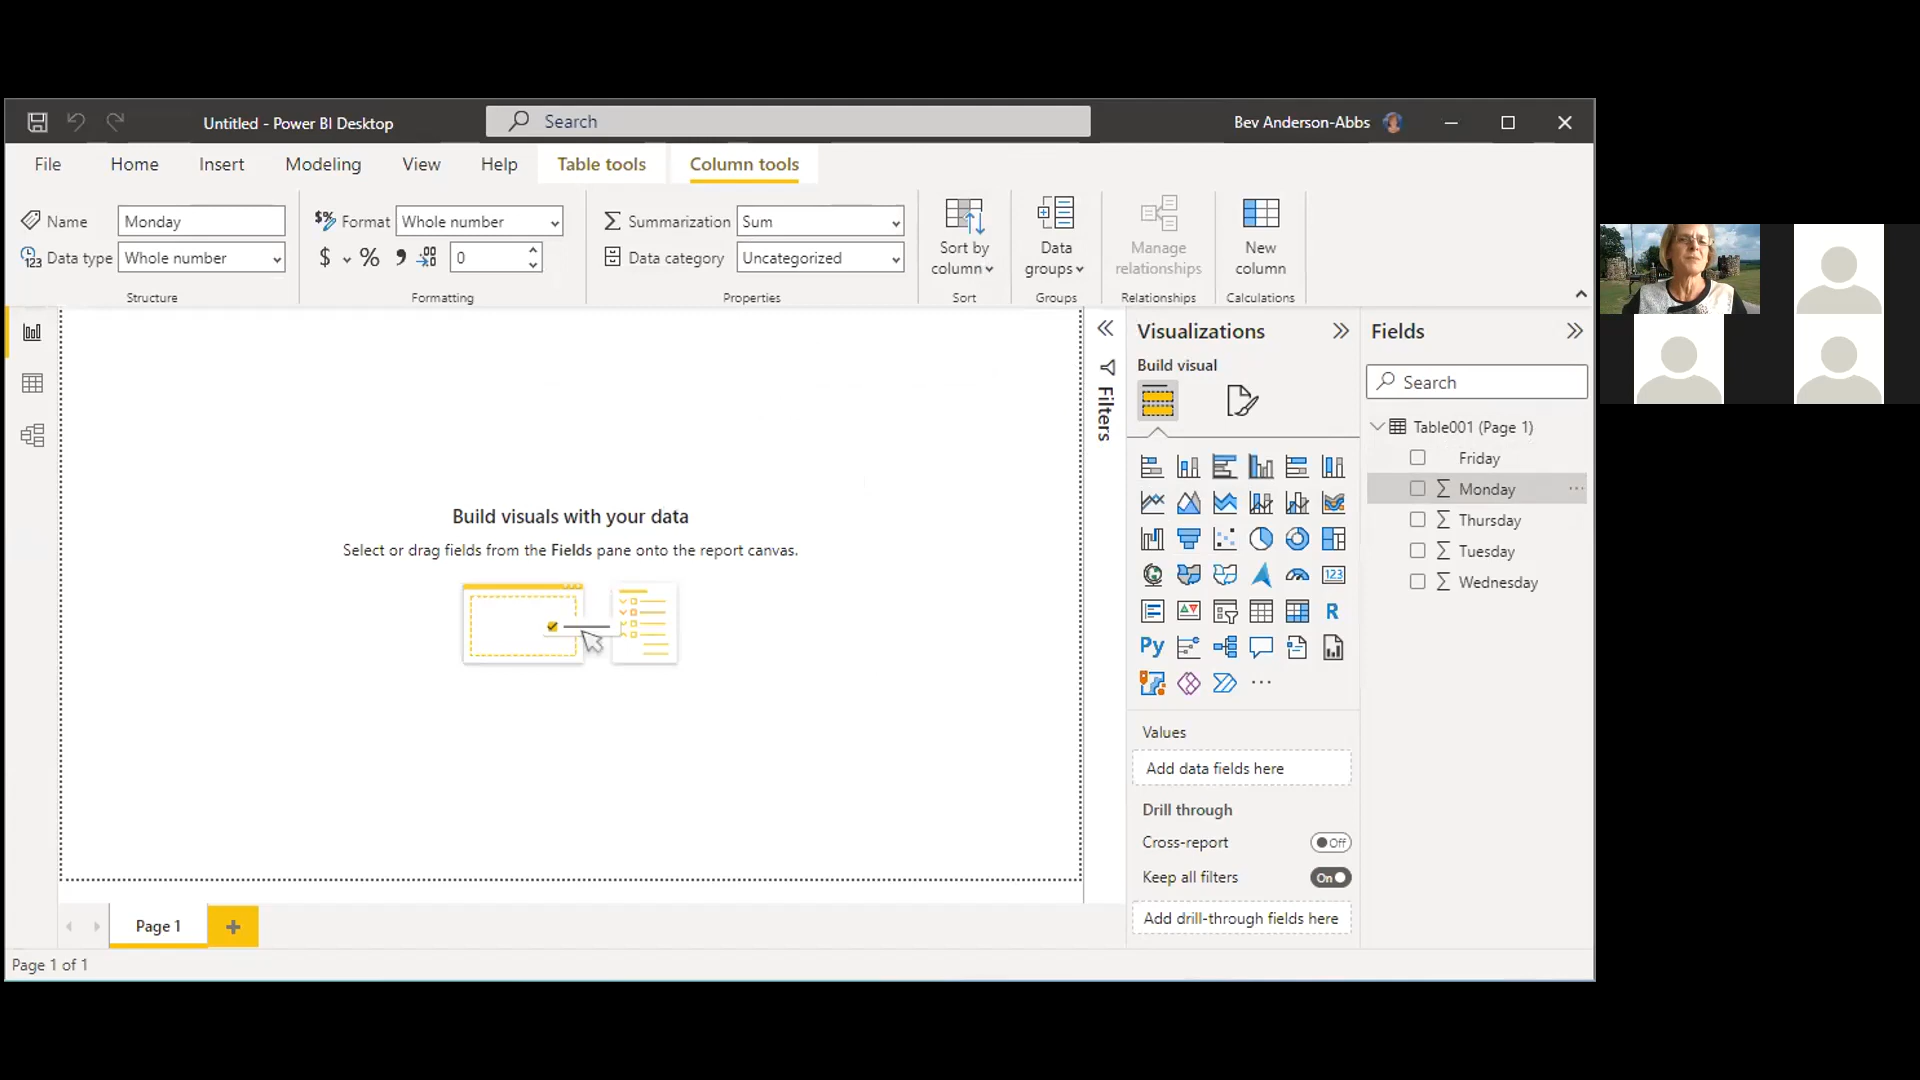 Untitled - Power BI Desktop
Search
Bev Anderson-Abbs
File
Home
Insert
Modeling
View
Help
Table tools
Column tools
Name
Monday
Format
Whole number
Summarization
Sum
Data type
Whole number
$
%
0
Data category
Uncategorized
Sort by
column
Data
groups
Manage
relationships
New
column
Structure
Formatting
Properties
Sort
Groups
Relationships
Calculations
Build visuals with your data
Select or drag fields from the Fields pane onto the report canvas.
Filters
Visualizations
Build visual
123
R
Py
Values
Add data fields here
Drill through
Cross-report
Off
Keep all filters
On
Add drill-through fields here
Fields
Search
Table001 (Page 1)
Friday
Monday
Thursday
Tuesday
Wednesday
Page 1
Page 1 of 1